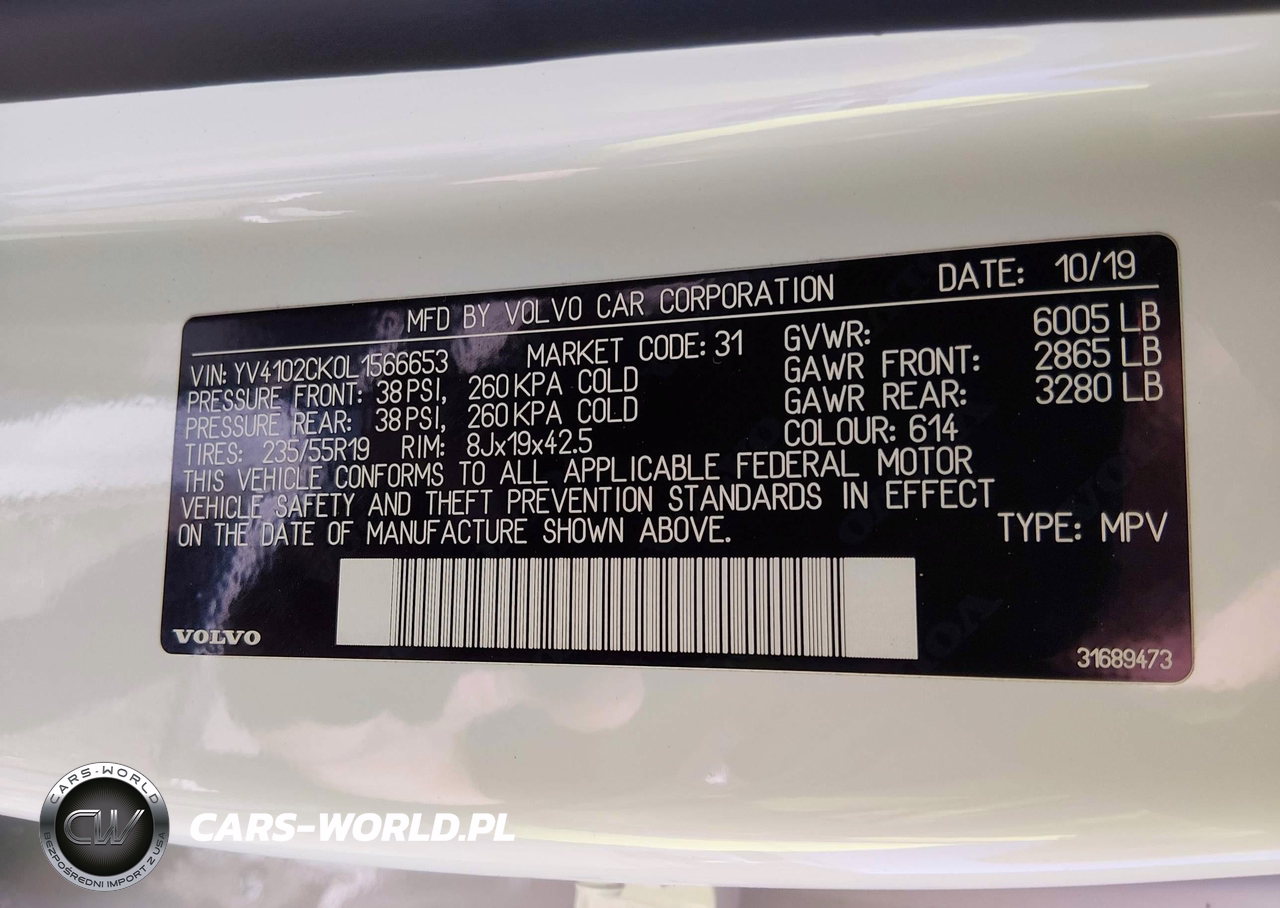 MFD BY VOLVO CAR CORPORATION DATE: 10/19
VIN: YV4102CK0L1566653 MARKET CODE: 31 GVWR: 6005 LB
PRESSURE FRONT: 38 PSI, 260 KPA COLD GAWR FRONT: 2865 LB
PRESSURE REAR: 38 PSI, 260 KPA COLD GAWR REAR: 3280 LB
TIRES: 235/55R19 RIM: 8Jx19x42.5 COLOUR: 614
THIS VEHICLE CONFORMS TO ALL APPLICABLE FEDERAL MOTOR
VEHICLE SAFETY AND THEFT PREVENTION STANDARDS IN EFFECT
ON THE DATE OF MANUFACTURE SHOWN ABOVE. TYPE: MPV
VOLVO
31689473
CARS-WORLD
CW
BEZPOŚREDNI IMPORT Z USA
CARS-WORLD.PL